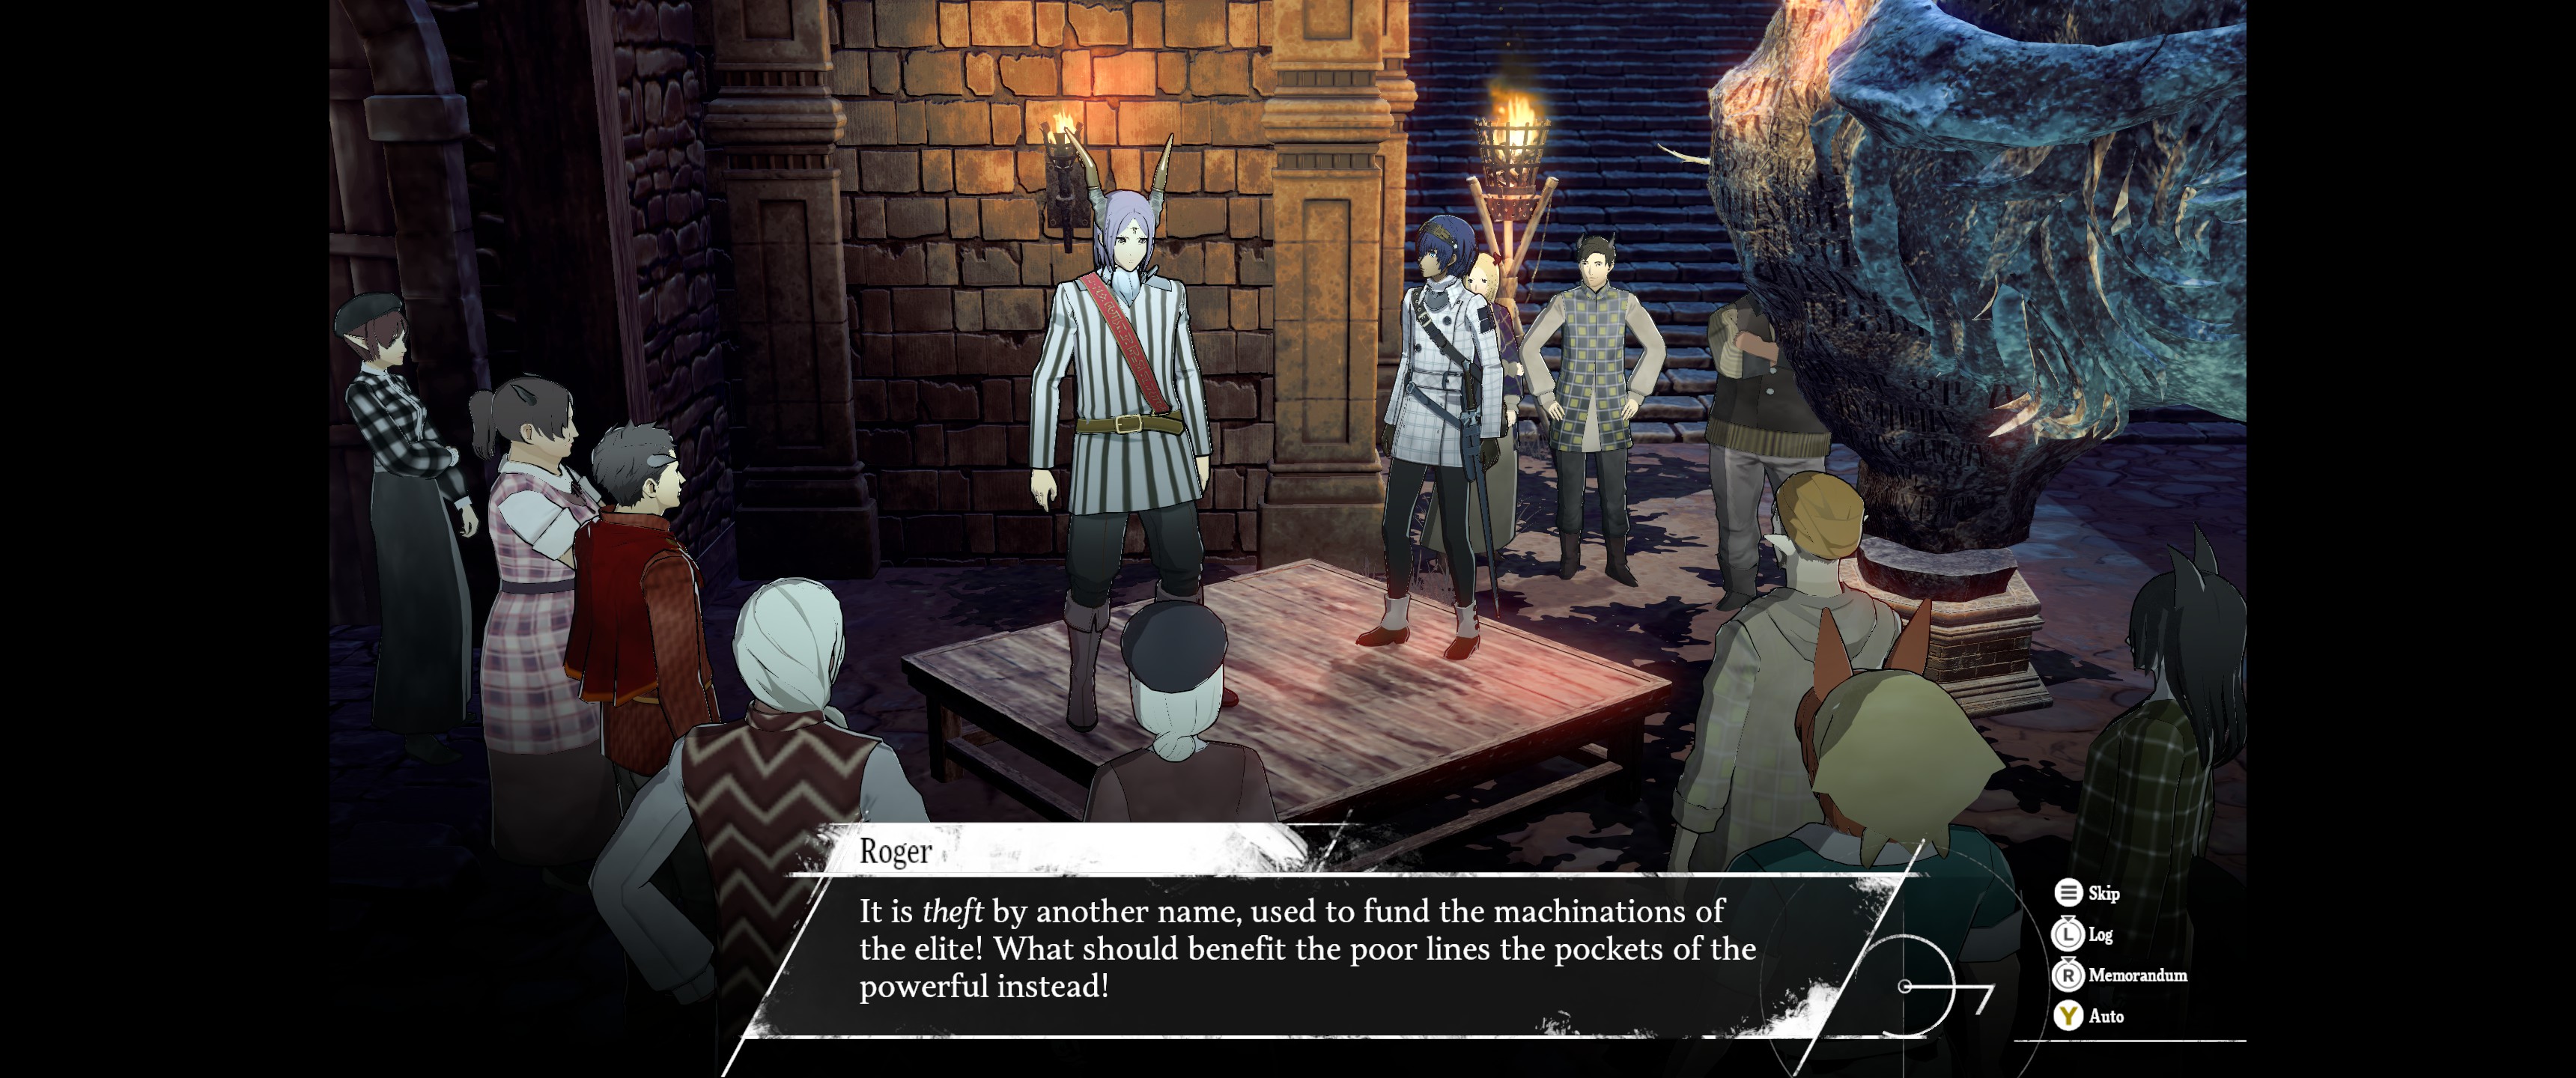 Roger
It is theft by another name, used to fund the machinations of
the elite! What should benefit the poor lines the pockets of the
powerful instead!
Skip
L Log
R Memorandum
Y Auto